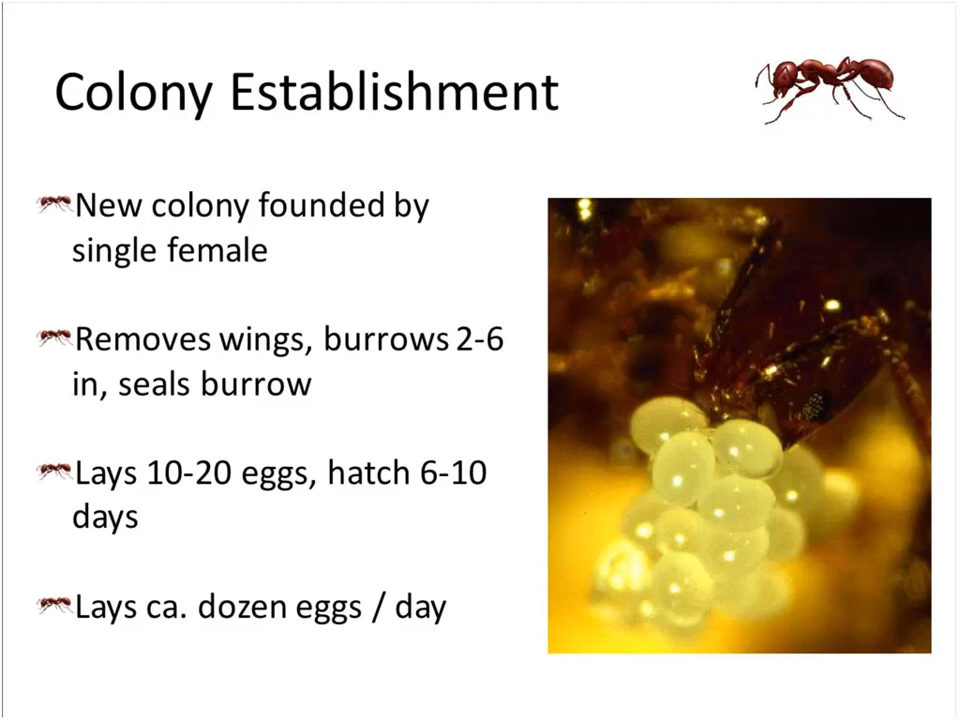 Colony Establishment
New colony founded by
single female
Removes wings, burrows 2-6
in, seals burrow
Lays 10-20 eggs, hatch 6-10
days
Lays ca. dozen eggs / day